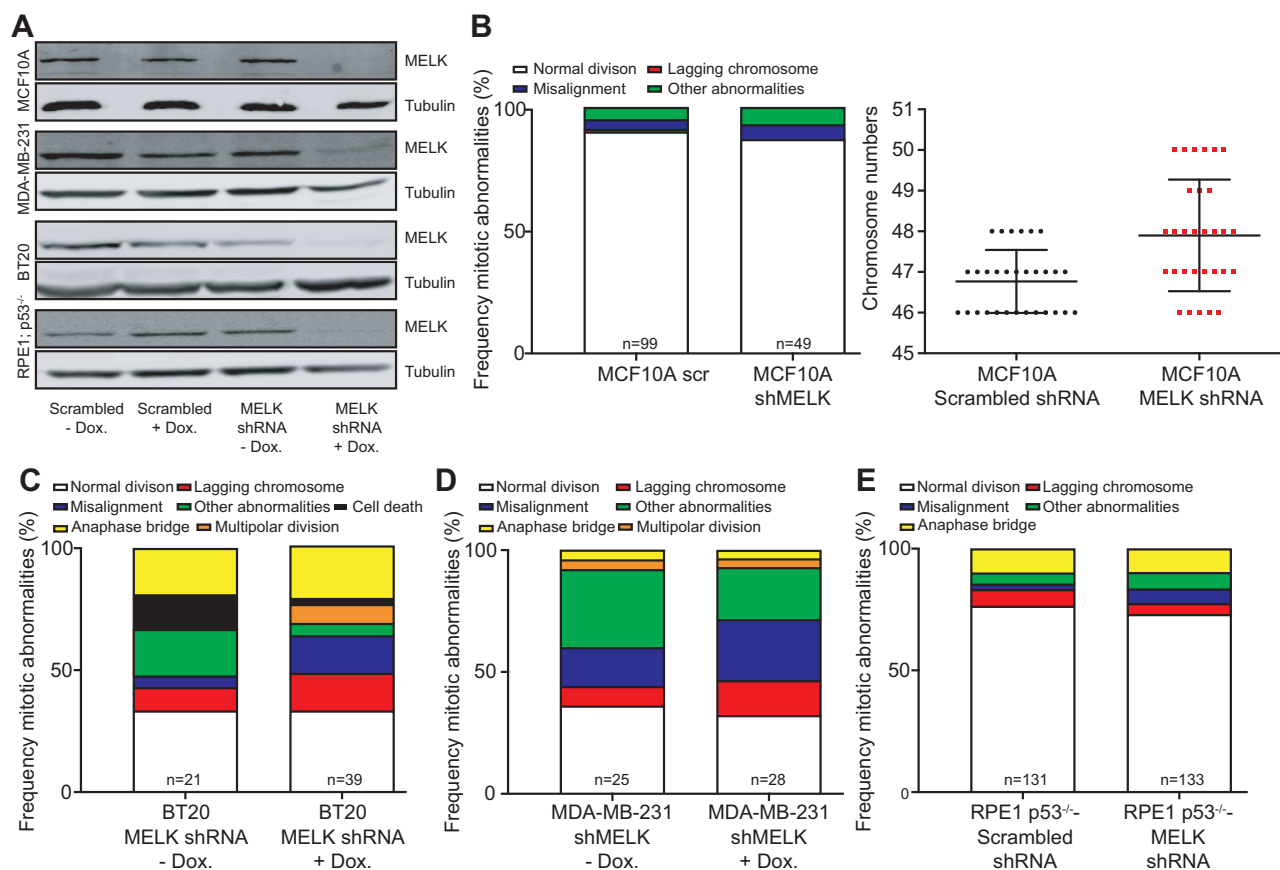 A
MCF10A
MELK
Tubulin
MDA-MB-231
MELK
Tubulin
BT20
MELK
Tubulin
RPE1; p53-/-
MELK
Tubulin
Scrambled
- Dox.
Scrambled
+ Dox.
MELK
shRNA
- Dox.
MELK
shRNA
+ Dox.
B
Normal divison
Lagging chromosome
Misalignment
Other abnormalities
Frequency mitotic abnormalities (%)
100
50
0
n=99
n=49
MCF10A scr
MCF10A
shMELK
Chromosome numbers
51
50
49
48
47
46
45
MCF10A
Scrambled shRNA
MCF10A
MELK shRNA
C
Normal divison
Lagging chromosome
Misalignment
Other abnormalities
Cell death
Anaphase bridge
Multipolar division
Frequency mitotic abnormalities (%)
100
50
0
n=21
n=39
BT20
MELK shRNA
- Dox.
BT20
MELK shRNA
+ Dox.
D
Normal divison
Lagging chromosome
Misalignment
Other abnormalities
Anaphase bridge
Multipolar division
Frequency mitotic abnormalities (%)
100
50
0
n=25
n=28
MDA-MB-231
shMELK
- Dox.
MDA-MB-231
shMELK
+ Dox.
E
Normal divison
Lagging chromosome
Misalignment
Other abnormalities
Anaphase bridge
Frequency mitotic abnormalities (%)
100
50
0
n=131
n=133
RPE1 p53-/--
Scrambled
shRNA
RPE1 p53-/--
MELK
shRNA